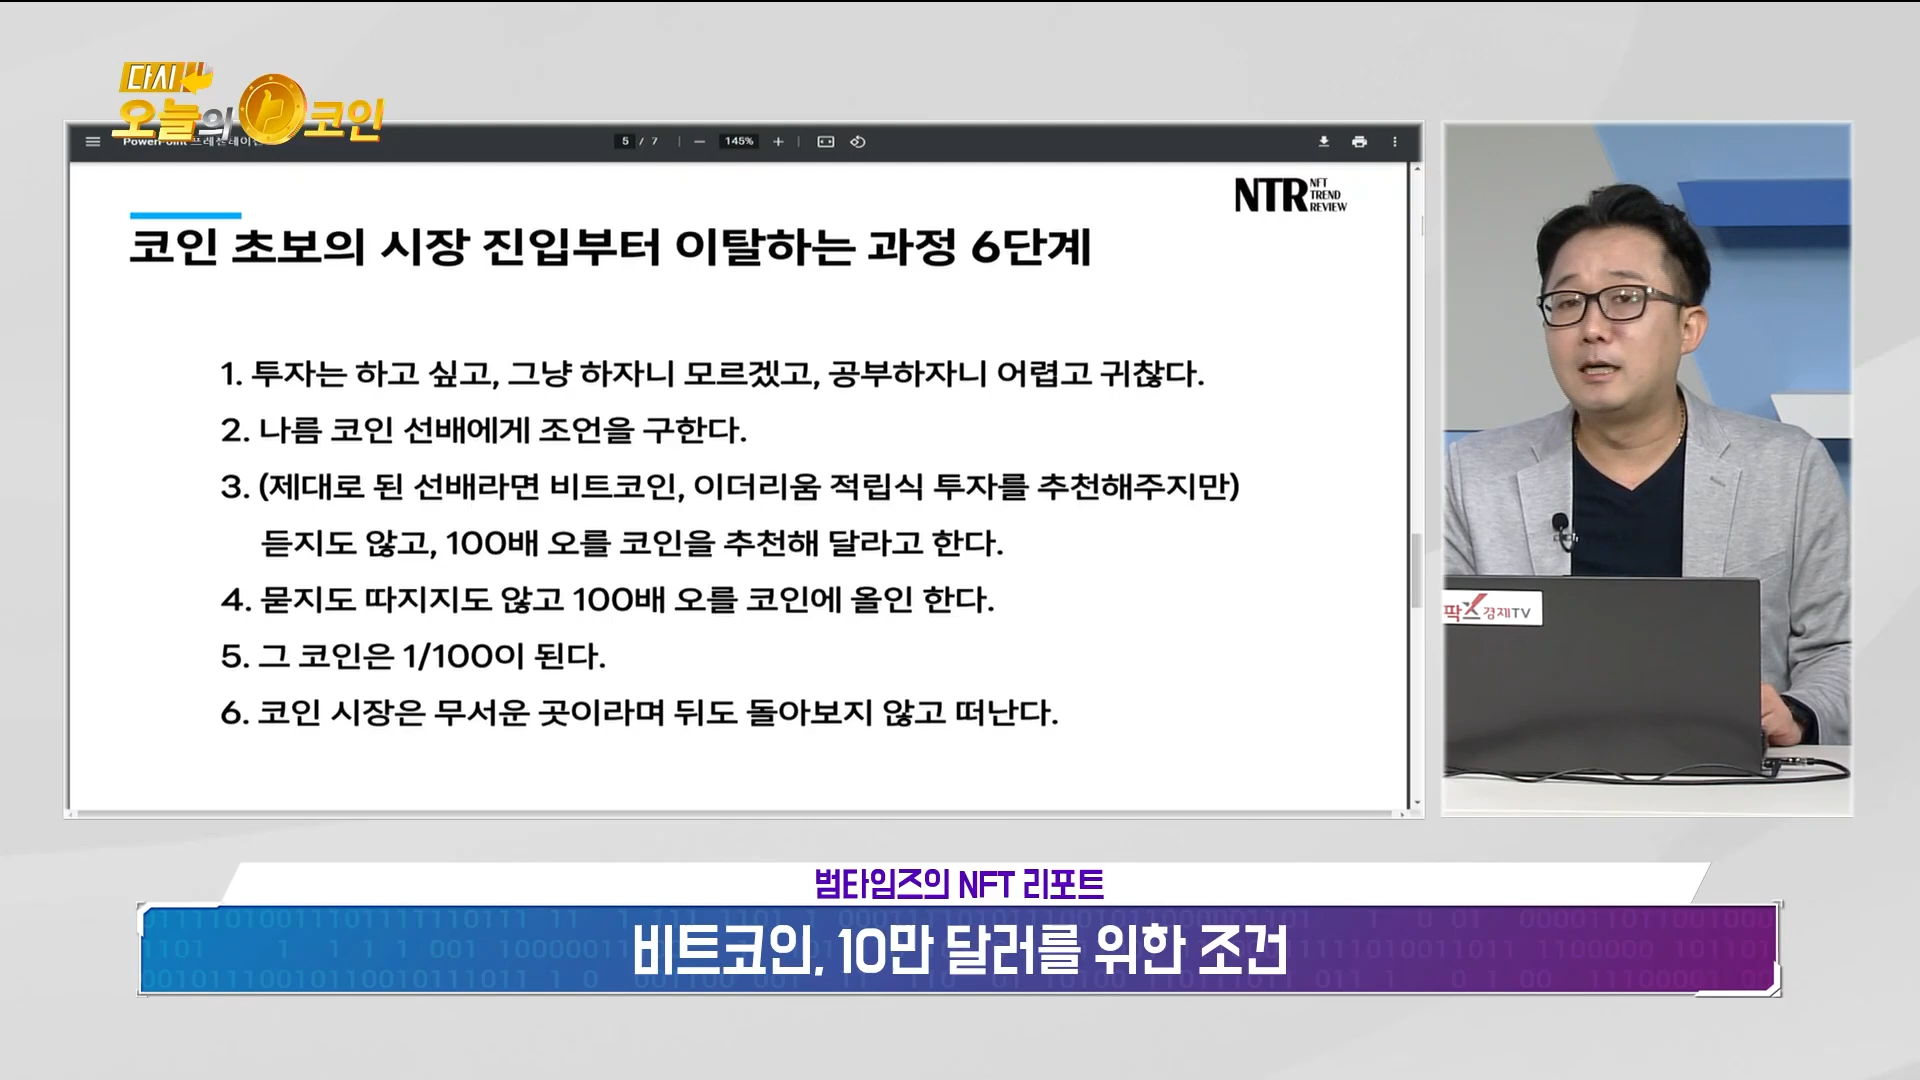 다시
오늘의 코인
PowerPoint 프레젠테이션
5 / 7
145%
NTR NFT TREND REVIEW
코인 초보의 시장 진입부터 이탈하는 과정 6단계
1. 투자는 하고 싶고, 그냥 하자니 모르겠고, 공부하자니 어렵고 귀찮다.
2. 나름 코인 선배에게 조언을 구한다.
3. (제대로 된 선배라면 비트코인, 이더리움 적립식 투자를 추천해주지만)
듣지도 않고, 100배 오를 코인을 추천해 달라고 한다.
4. 묻지도 따지지도 않고 100배 오를 코인에 올인 한다.
5. 그 코인은 1/100이 된다.
6. 코인 시장은 무서운 곳이라며 뒤도 돌아보지 않고 떠난다.
팍스경제TV
범타임즈의 NFT 리포트
비트코인, 10만 달러를 위한 조건